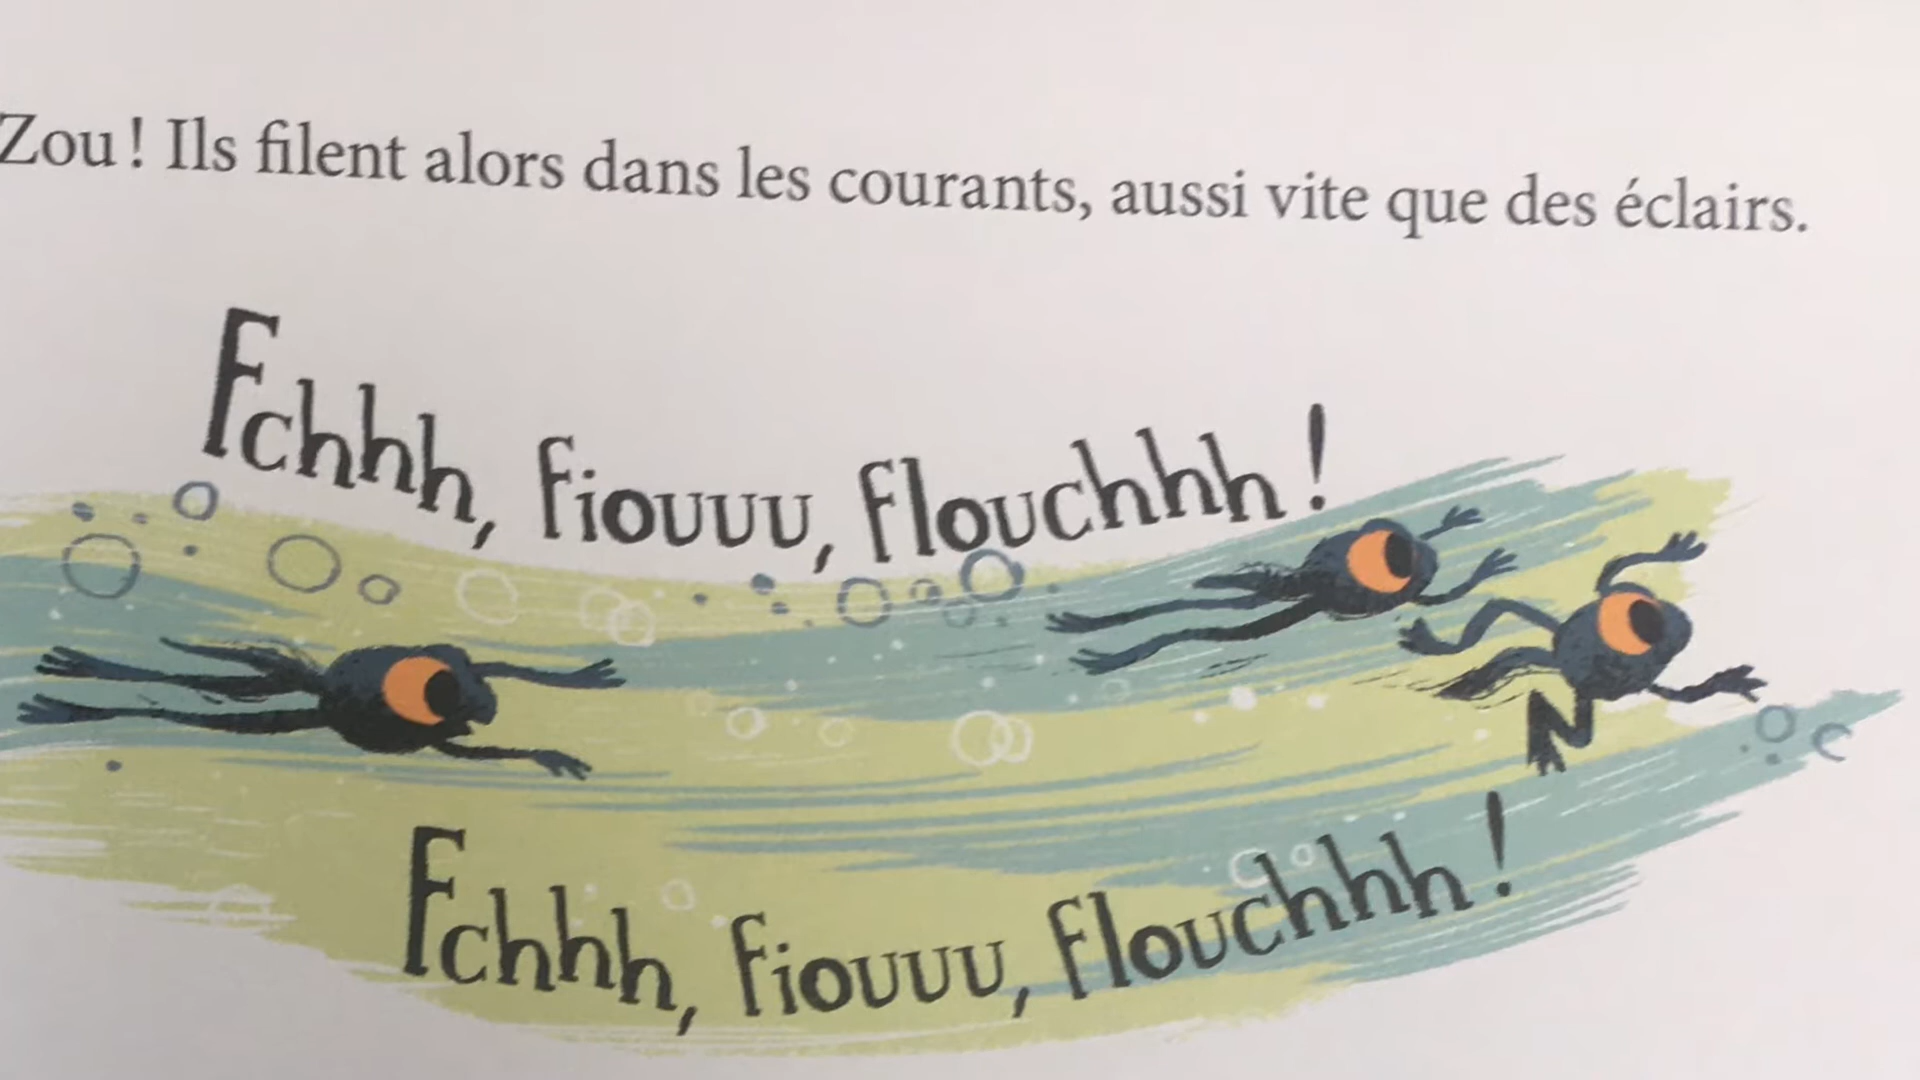 Zou ! Ils filent alors dans les courants, aussi vite que des éclairs.
Fchhh, fiouuu, flouchhh !
Fchhh, fiouuu, flouchhh !